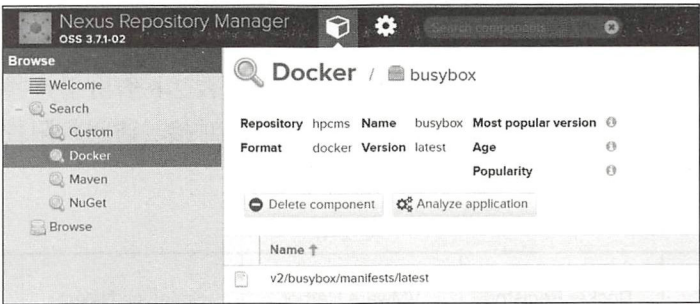 Nexus Repository Manager
OSS 3.7.1-02
Search components
Browse
Welcome
Search
Custom
Docker
Maven
NuGet
Browse
Docker / busybox
Repository hpcms Name busybox Most popular version
Format docker Version latest Age
Popularity
Delete component Analyze application
Name ↑
v2/busybox/manifests/latest